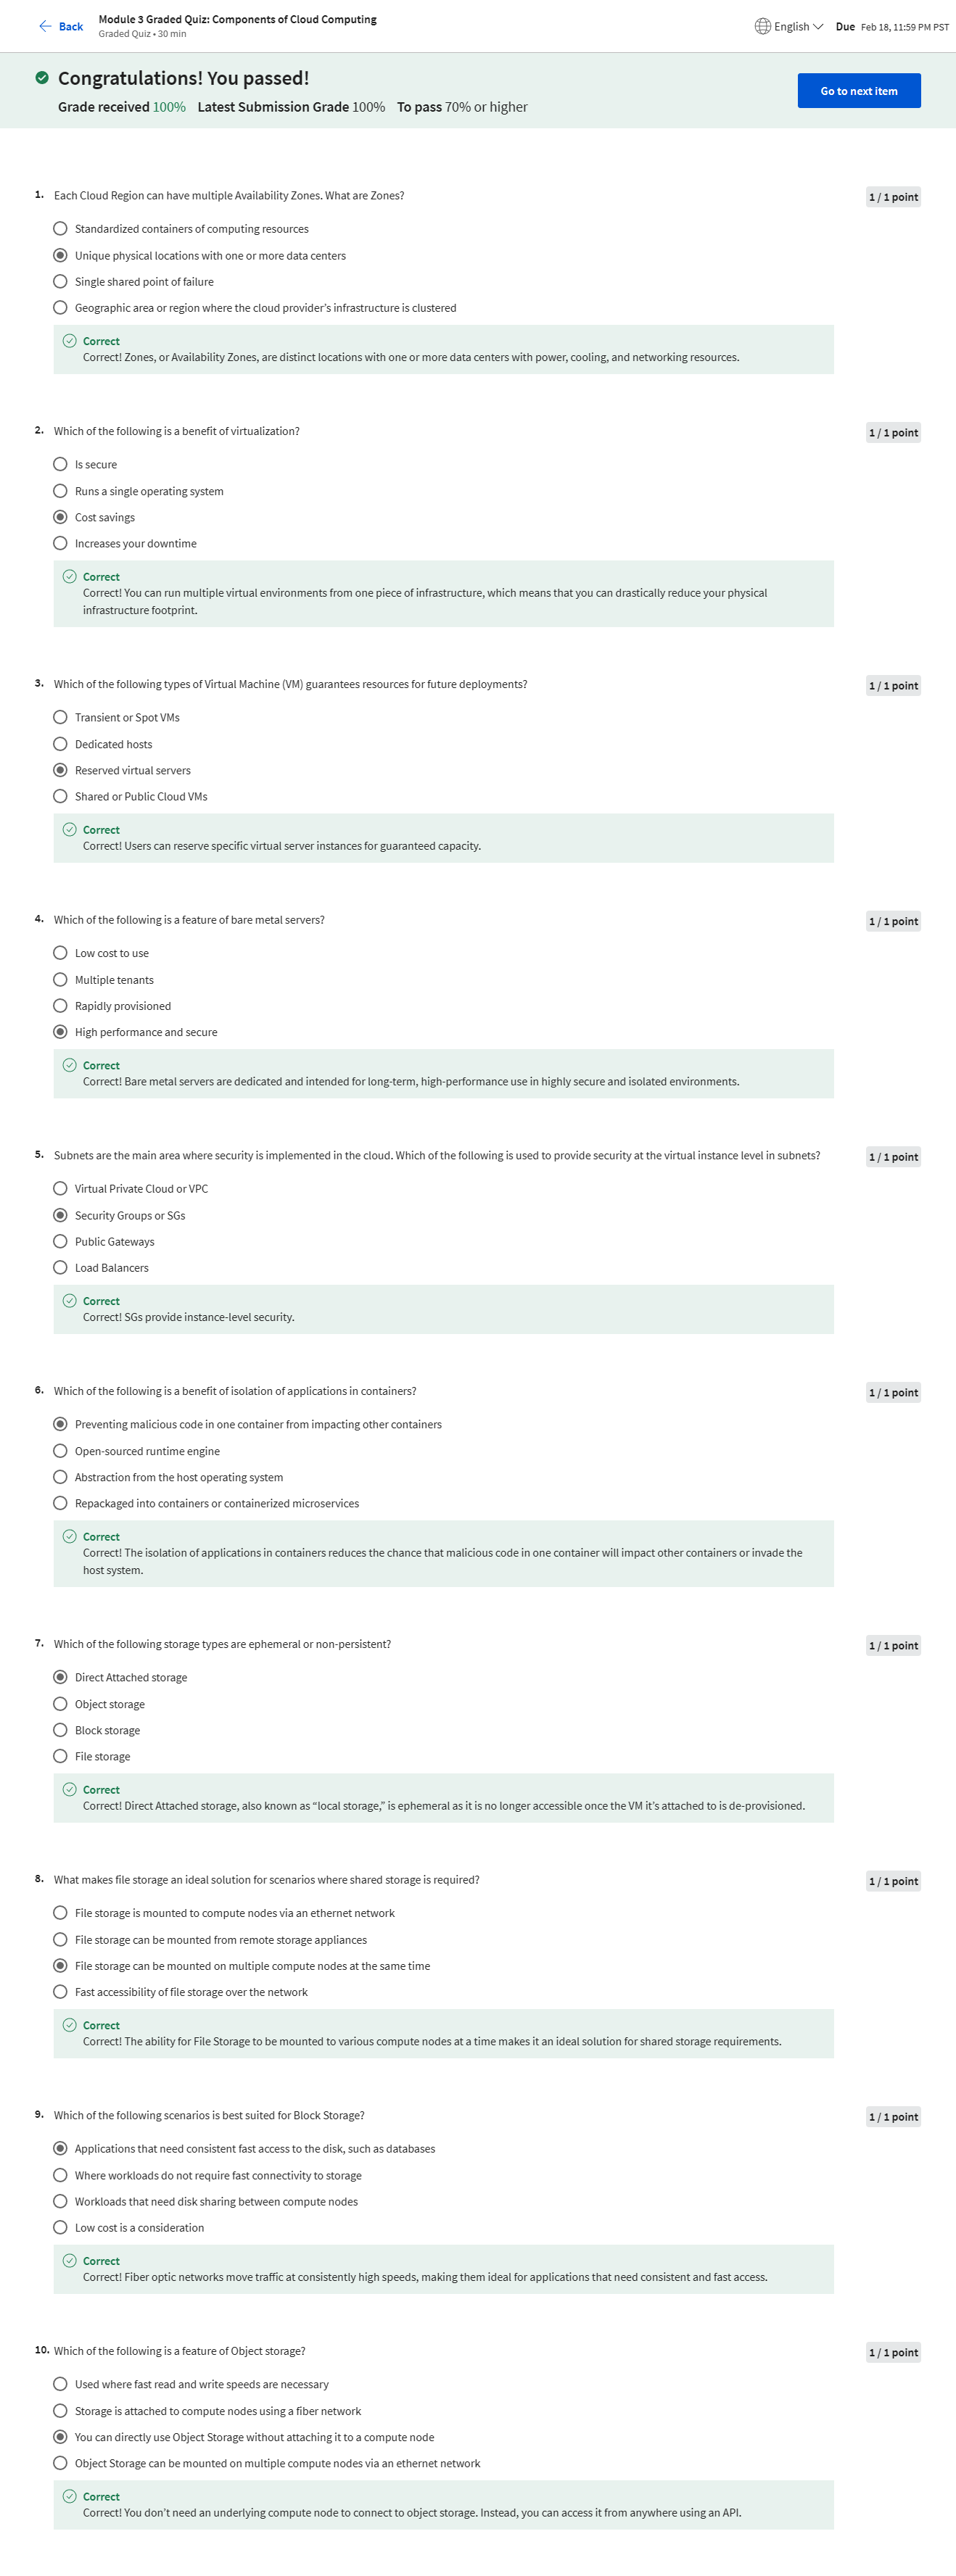 Back
Module 3 Graded Quiz: Components of Cloud Computing
Graded Quiz • 30 min
English
Due Feb 18, 11:59 PM PST
Congratulations! You passed!
Grade received 100% Latest Submission Grade 100% To pass 70% or higher
Go to next item
1. Each Cloud Region can have multiple Availability Zones. What are Zones?
1 / 1 point
Standardized containers of computing resources
Unique physical locations with one or more data centers
Single shared point of failure
Geographic area or region where the cloud provider’s infrastructure is clustered
Correct
Correct! Zones, or Availability Zones, are distinct locations with one or more data centers with power, cooling, and networking resources.
2. Which of the following is a benefit of virtualization?
1 / 1 point
Is secure
Runs a single operating system
Cost savings
Increases your downtime
Correct
Correct! You can run multiple virtual environments from one piece of infrastructure, which means that you can drastically reduce your physical
infrastructure footprint.
3. Which of the following types of Virtual Machine (VM) guarantees resources for future deployments?
1 / 1 point
Transient or Spot VMs
Dedicated hosts
Reserved virtual servers
Shared or Public Cloud VMs
Correct
Correct! Users can reserve specific virtual server instances for guaranteed capacity.
4. Which of the following is a feature of bare metal servers?
1 / 1 point
Low cost to use
Multiple tenants
Rapidly provisioned
High performance and secure
Correct
Correct! Bare metal servers are dedicated and intended for long-term, high-performance use in highly secure and isolated environments.
5. Subnets are the main area where security is implemented in the cloud. Which of the following is used to provide security at the virtual instance level in subnets?
1 / 1 point
Virtual Private Cloud or VPC
Security Groups or SGs
Public Gateways
Load Balancers
Correct
Correct! SGs provide instance-level security.
6. Which of the following is a benefit of isolation of applications in containers?
1 / 1 point
Preventing malicious code in one container from impacting other containers
Open-sourced runtime engine
Abstraction from the host operating system
Repackaged into containers or containerized microservices
Correct
Correct! The isolation of applications in containers reduces the chance that malicious code in one container will impact other containers or invade the
host system.
7. Which of the following storage types are ephemeral or non-persistent?
1 / 1 point
Direct Attached storage
Object storage
Block storage
File storage
Correct
Correct! Direct Attached storage, also known as “local storage,” is ephemeral as it is no longer accessible once the VM it’s attached to is de-provisioned.
8. What makes file storage an ideal solution for scenarios where shared storage is required?
1 / 1 point
File storage is mounted to compute nodes via an ethernet network
File storage can be mounted from remote storage appliances
File storage can be mounted on multiple compute nodes at the same time
Fast accessibility of file storage over the network
Correct
Correct! The ability for File Storage to be mounted to various compute nodes at a time makes it an ideal solution for shared storage requirements.
9. Which of the following scenarios is best suited for Block Storage?
1 / 1 point
Applications that need consistent fast access to the disk, such as databases
Where workloads do not require fast connectivity to storage
Workloads that need disk sharing between compute nodes
Low cost is a consideration
Correct
Correct! Fiber optic networks move traffic at consistently high speeds, making them ideal for applications that need consistent and fast access.
10. Which of the following is a feature of Object storage?
1 / 1 point
Used where fast read and write speeds are necessary
Storage is attached to compute nodes using a fiber network
You can directly use Object Storage without attaching it to a compute node
Object Storage can be mounted on multiple compute nodes via an ethernet network
Correct
Correct! You don’t need an underlying compute node to connect to object storage. Instead, you can access it from anywhere using an API.